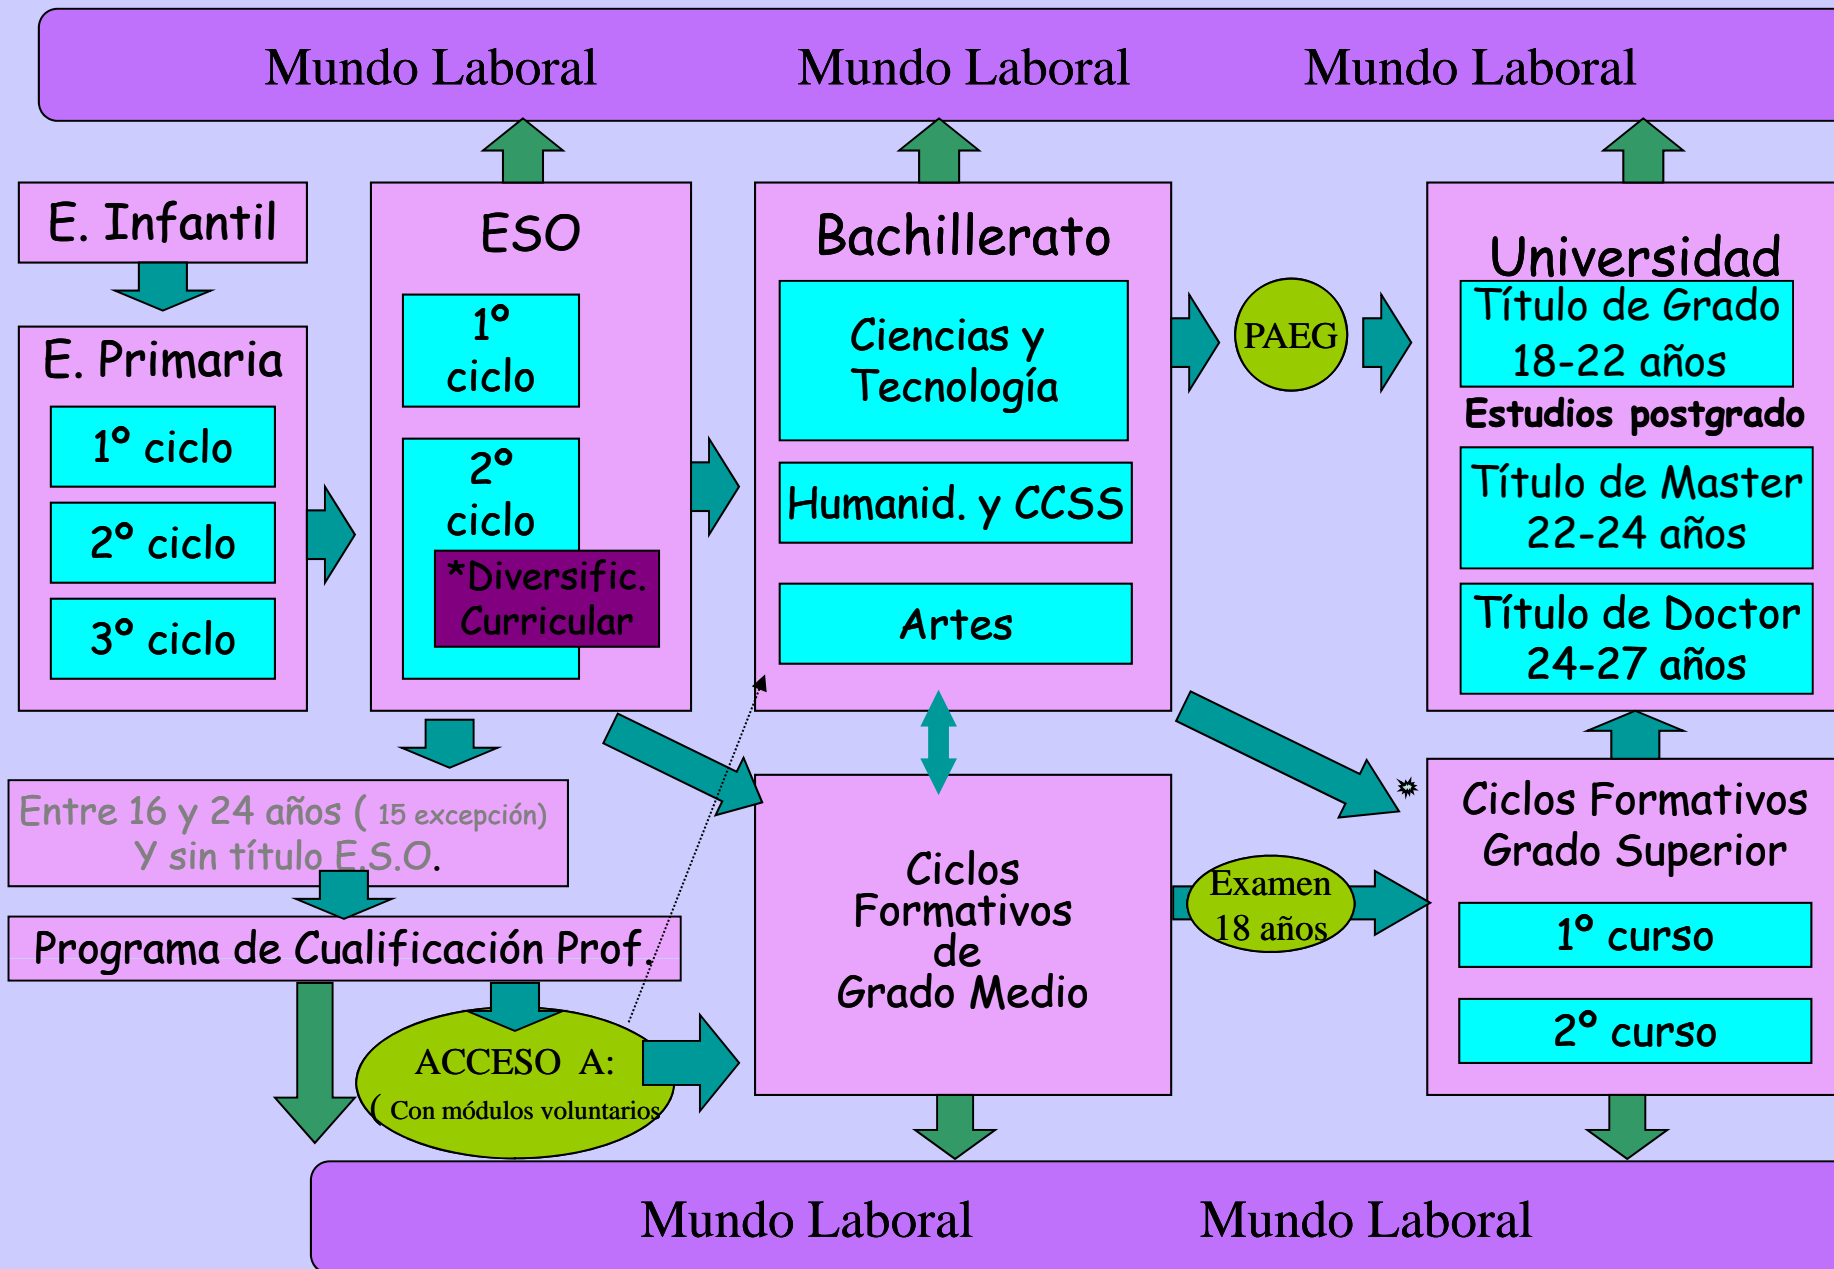 Mundo Laboral Mundo Laboral Mundo Laboral
E. Infantil
E. Primaria
1º ciclo
2º ciclo
3º ciclo
ESO
1º
ciclo
2º
ciclo
*Diversific.
Curricular
Bachillerato
Ciencias y
Tecnología
Humanid. y CCSS
Artes
PAEG
Universidad
Título de Grado
18-22 años
Estudios postgrado
Título de Master
22-24 años
Título de Doctor
24-27 años
Entre 16 y 24 años ( 15 excepción)
Y sin título E.S.O.
Programa de Cualificación Prof.
ACCESO A:
( Con módulos voluntarios
Ciclos
Formativos
de
Grado Medio
Examen
18 años
Ciclos Formativos
Grado Superior
1º curso
2º curso
Mundo Laboral Mundo Laboral